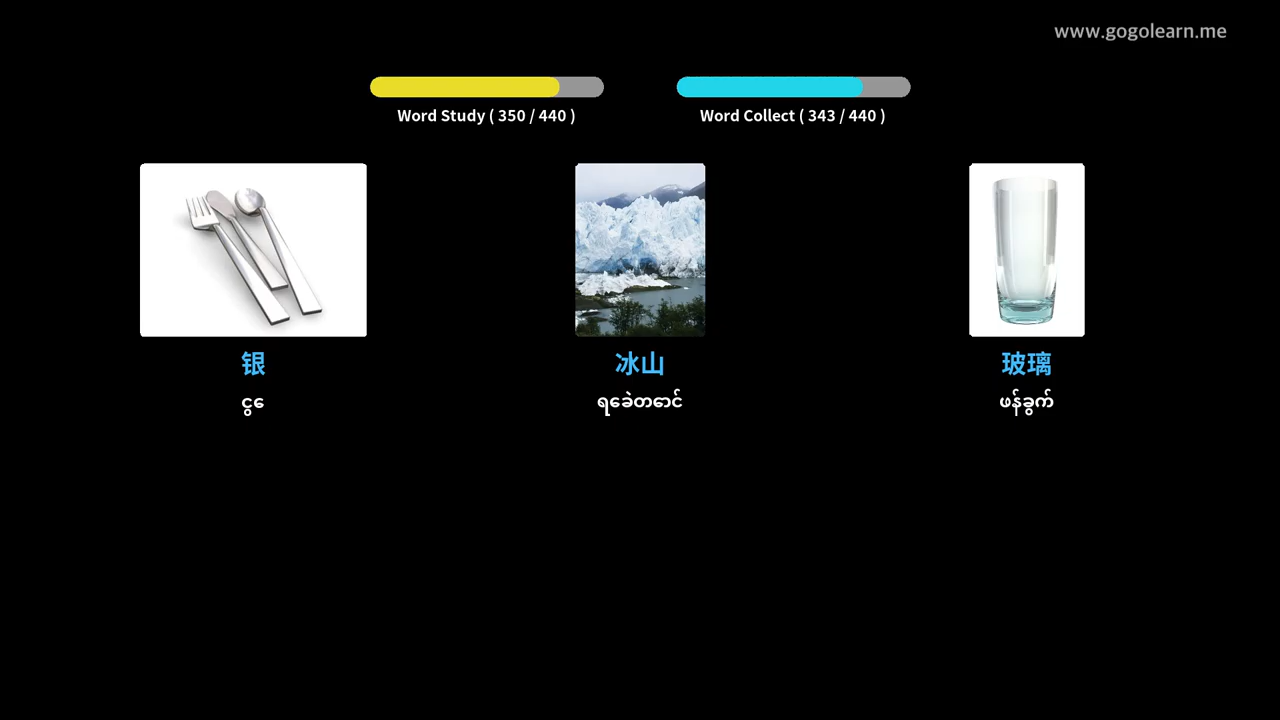 www.gogolearn.me
Word Study ( 350 / 440 )
Word Collect ( 343 / 440 )
银
冰山
玻璃
ငွေ
ရေခဲတောင်
ဖန်ခွက်